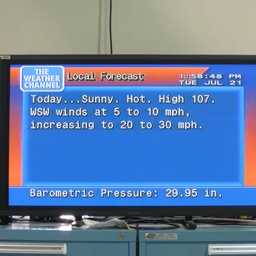 THE
WEATHER
CHANNEL
Local Forecast
1:58:48 PM
TUE JUL 21
Today...Sunny. Hot. High 107.
WSW winds at 5 to 10 mph,
increasing to 20 to 30 mph.
Barometric Pressure: 29.95 in.